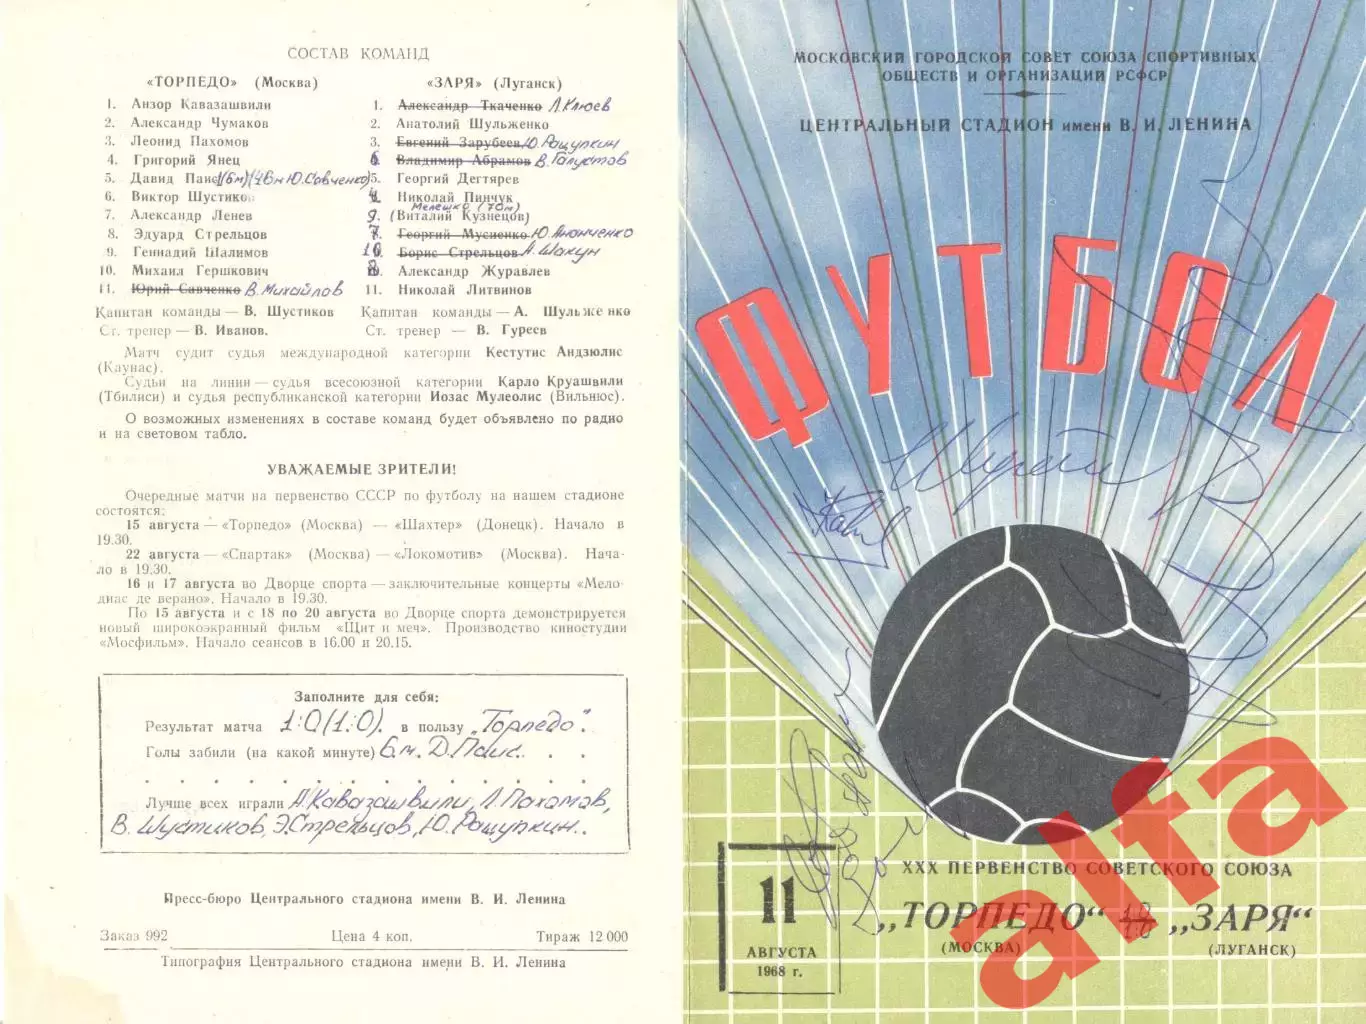 СОСТАВ КОМАНД
«ТОРПЕДО» (Москва)
1. Анзор Кавазашвили
2. Александр Чумаков
3. Леонид Пахомов
4. Григорий Янец
5. Давид Паис (6м) (46м Ю.Савченко)
6. Виктор Шустиков
7. Александр Ленев
8. Эдуард Стрельцов
9. Геннадий Шалимов
10. Михаил Гершкович
11. Юрий Савченко В.Михайлов
Капитан команды — В. Шустиков
Ст. тренер — В. Иванов.
«ЗАРЯ» (Луганск)
1. Александр Ткаченко Л.Клюев
2. Анатолий Шульженко
3. Евгений Зарубеев Ю.Ращупкин
6. Владимир Абрамов В.Галустов
5. Георгий Дегтярев
4. Николай Пинчук
Мелешко (70м)
9. (Виталий Кузнецов)
7. Георгий Мусиенко Ю.Ананченко
10. Борис Стрельцов А.Шакун
8. Александр Журавлев
11. Николай Литвинов
Капитан команды — А. Шульженко
Ст. тренер — В. Гуреев
Матч судит судья международной категории Кестутис Андзюлис
(Каунас).
Судьи на линии — судья всесоюзной категории Карло Круашвили
(Тбилиси) и судья республиканской категории Иозас Мулеолис (Вильнюс).
О возможных изменениях в составе команд будет объявлено по радио
и на световом табло.
УВАЖАЕМЫЕ ЗРИТЕЛИ!
Очередные матчи на первенство СССР по футболу на нашем стадионе
состоятся:
15 августа — «Торпедо» (Москва) — «Шахтер» (Донецк). Начало в
19.30.
22 августа — «Спартак» (Москва) — «Локомотив» (Москва). Нача-
ло в 19.30.
16 и 17 августа во Дворце спорта — заключительные концерты «Мело-
диас де верано». Начало в 19.30.
По 15 августа и с 18 по 20 августа во Дворце спорта демонстрируется
новый широкоэкранный фильм «Щит и меч». Производство киностудии
«Мосфильм». Начало сеансов в 16.00 и 20.15.
Заполните для себя:
Результат матча 1:0 (1:0). в пользу „Торпедо".
Голы забили (на какой минуте) 6м. Д.Паис.
Лучше всех играли А.Кавазашвили, Л.Пахомов,
В.Шустиков, Э.Стрельцов, Ю.Ращупкин.
Пресс-бюро Центрального стадиона имени В. И. Ленина
Заказ 992 Цена 4 коп. Тираж 12 000
Типография Центрального стадиона имени В. И. Ленина
МОСКОВСКИЙ ГОРОДСКОЙ СОВЕТ СОЮЗА СПОРТИВНЫХ
ОБЩЕСТВ И ОРГАНИЗАЦИЙ РСФСР
ЦЕНТРАЛЬНЫЙ СТАДИОН имени В. И. ЛЕНИНА
ФУТБОЛ
11
АВГУСТА
1968 г.
XXX ПЕРВЕНСТВО СОВЕТСКОГО СОЮЗА
„ТОРПЕДО" — „ЗАРЯ"
(МОСКВА) (ЛУГАНСК)
alfa